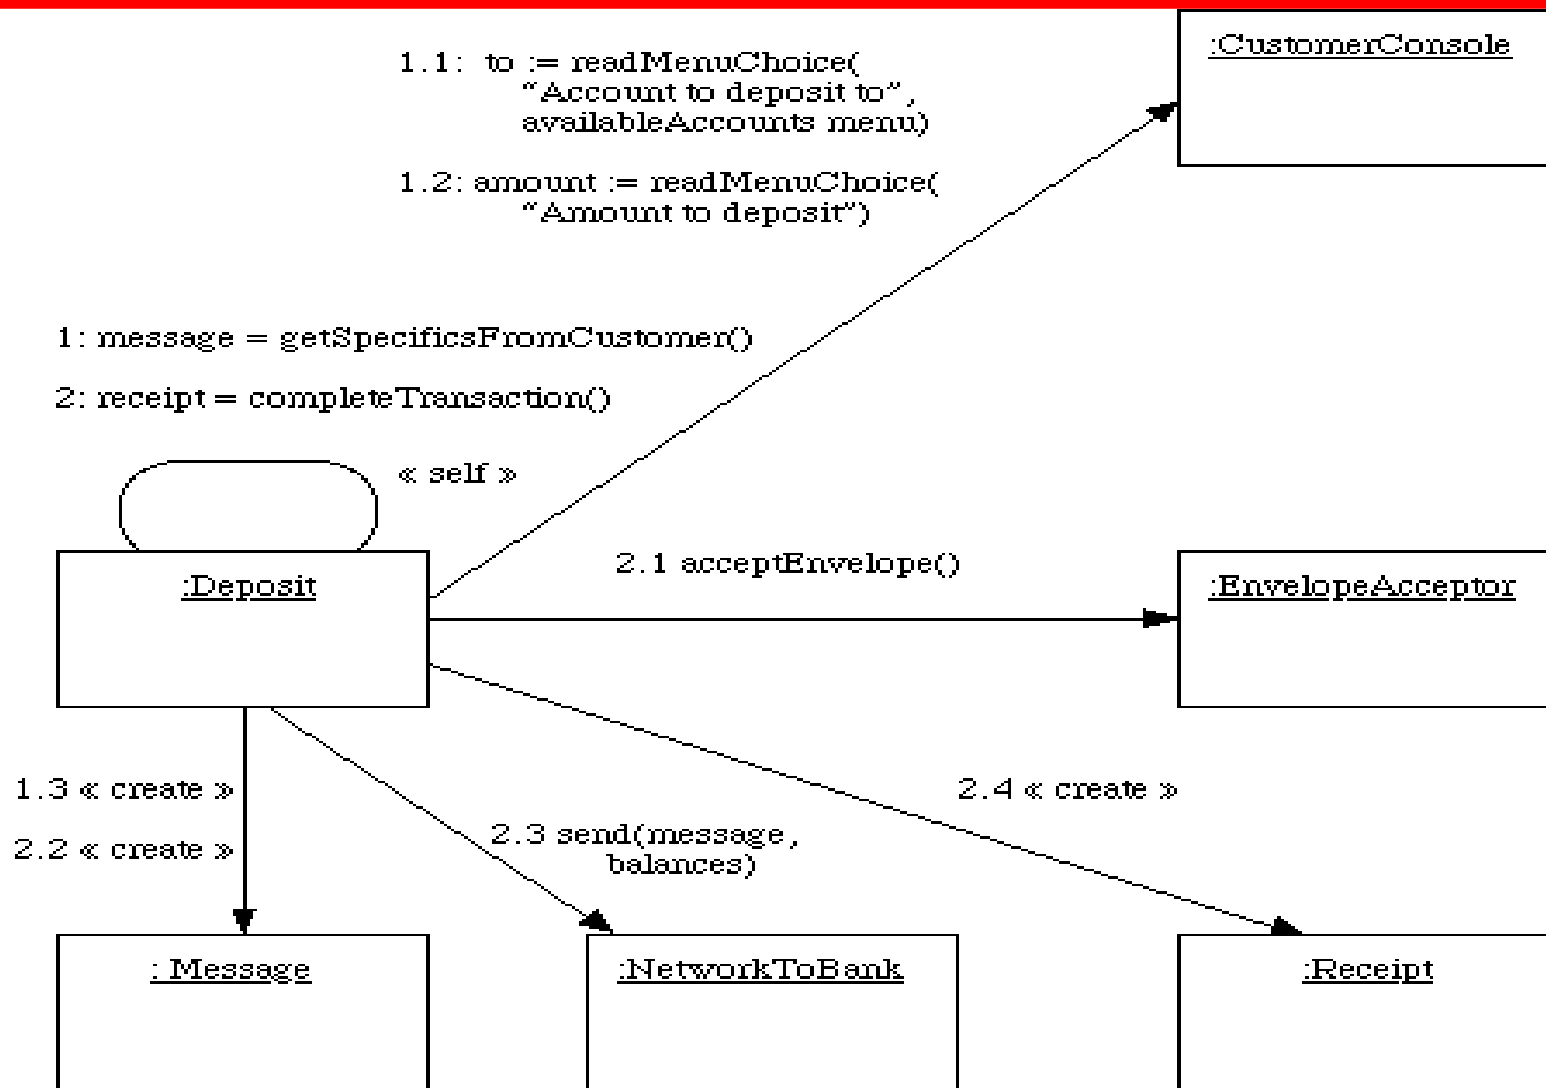 :CustomerConsole
1.1:  to := readMenuChoice(
"Account to deposit to",
availableAccounts menu)
1.2: amount := readMenuChoice(
"Amount to deposit")
1: message = getSpecificsFromCustomer()
2: receipt = completeTransaction()
« self »
:Deposit
2.1 acceptEnvelope()
:EnvelopeAcceptor
1.3 « create »
2.2 « create »
2.3 send(message,
balances)
2.4 « create »
: Message
:NetworkToBank
:Receipt